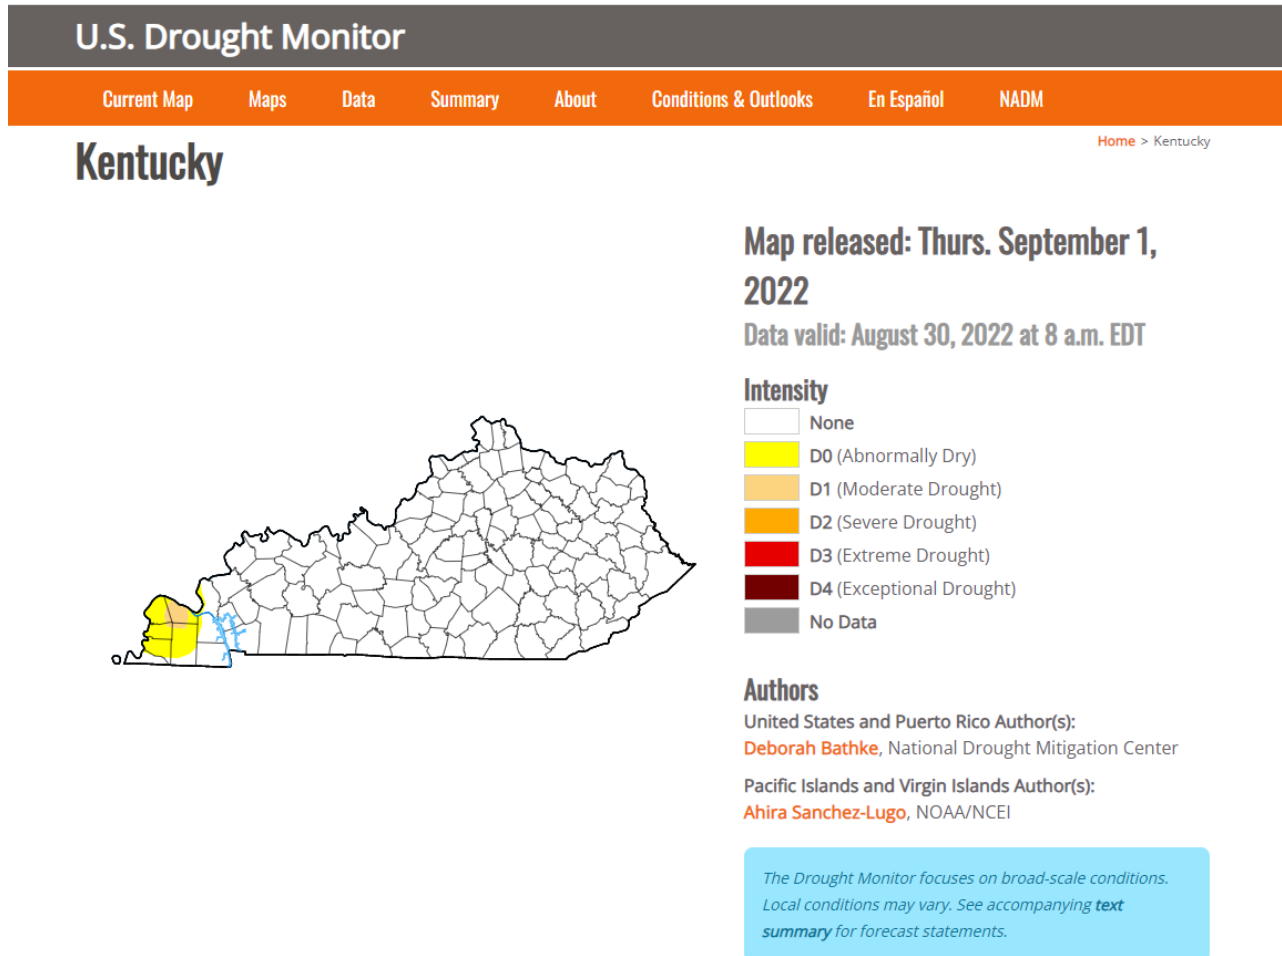 U.S. Drought Monitor
Current Map Maps Data Summary About Conditions & Outlooks En Español NADM
Home > Kentucky
Kentucky
Map released: Thurs. September 1,
2022
Data valid: August 30, 2022 at 8 a.m. EDT
Intensity
None
D0 (Abnormally Dry)
D1 (Moderate Drought)
D2 (Severe Drought)
D3 (Extreme Drought)
D4 (Exceptional Drought)
No Data
Authors
United States and Puerto Rico Author(s):
Deborah Bathke, National Drought Mitigation Center
Pacific Islands and Virgin Islands Author(s):
Ahira Sanchez-Lugo, NOAA/NCEI
The Drought Monitor focuses on broad-scale conditions.
Local conditions may vary. See accompanying text
summary for forecast statements.